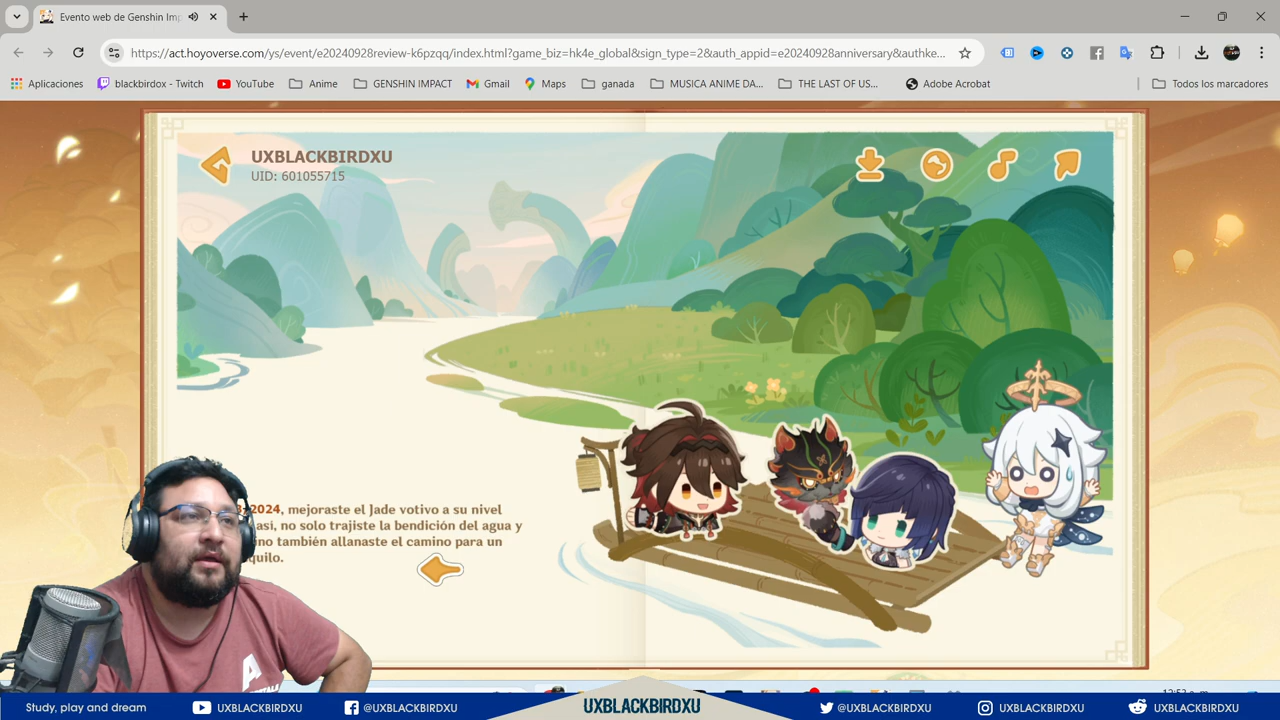 Evento web de Genshin Imp
https://act.hoyoverse.com/ys/event/e20240928review-k6pzqq/index.html?game_biz=hk4e_global&sign_type=2&auth_appid=e20240928anniversary&authke...
Aplicaciones
blackbirdox - Twitch
YouTube
Anime
GENSHIN IMPACT
Gmail
Maps
ganada
MUSICA ANIME DA...
THE LAST OF US...
Adobe Acrobat
Todos los marcadores
UXBLACKBIRDXU
UID: 601055715
2024, mejoraste el Jade votivo a su nivel
así, no solo trajiste la bendición del agua y
no también allanaste el camino para un
quilo.
Study, play and dream
UXBLACKBIRDXU
@UXBLACKBIRDXU
UXBLACKBIRDXU
@UXBLACKBIRDXU
UXBLACKBIRDXU
UXBLACKBIRDXU